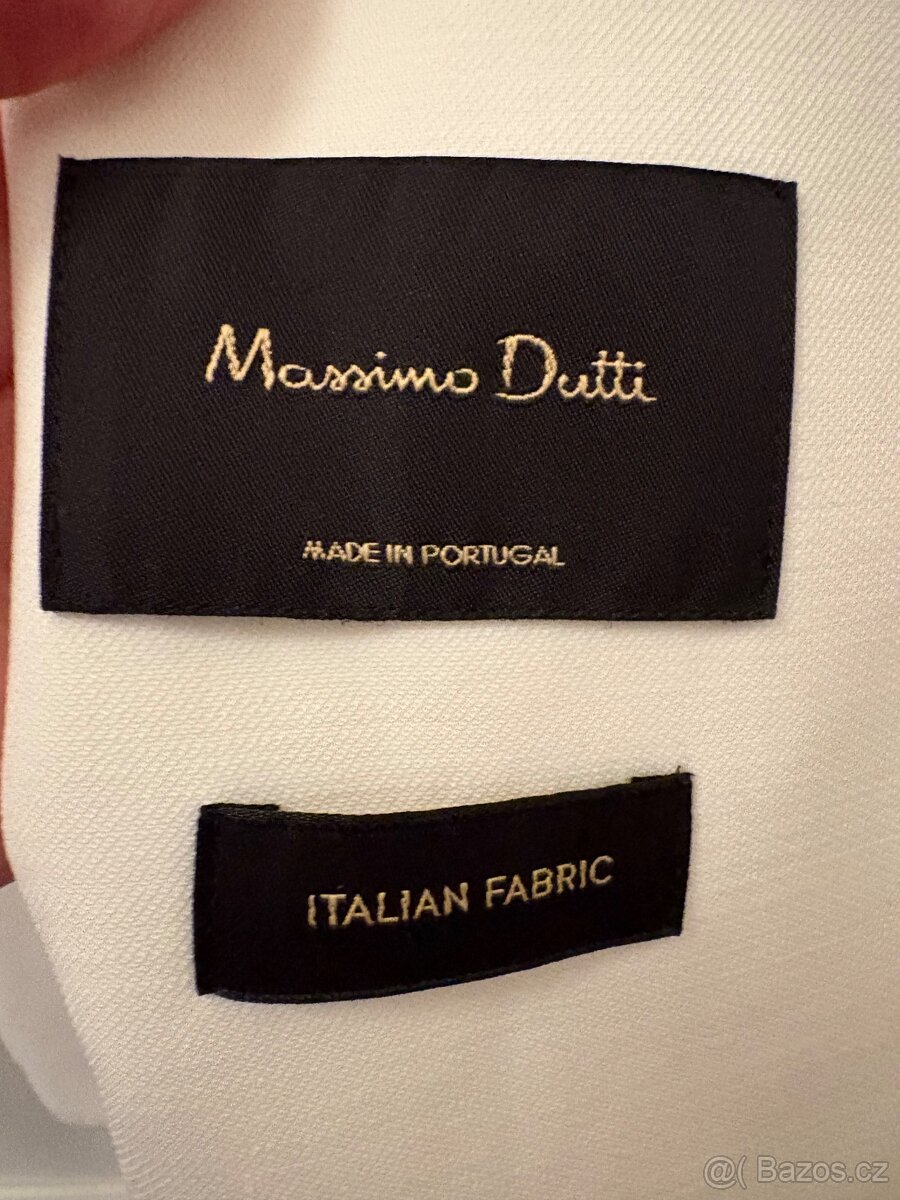 Massimo Dutti
MADE IN PORTUGAL
ITALIAN FABRIC
@( Bazos.cz